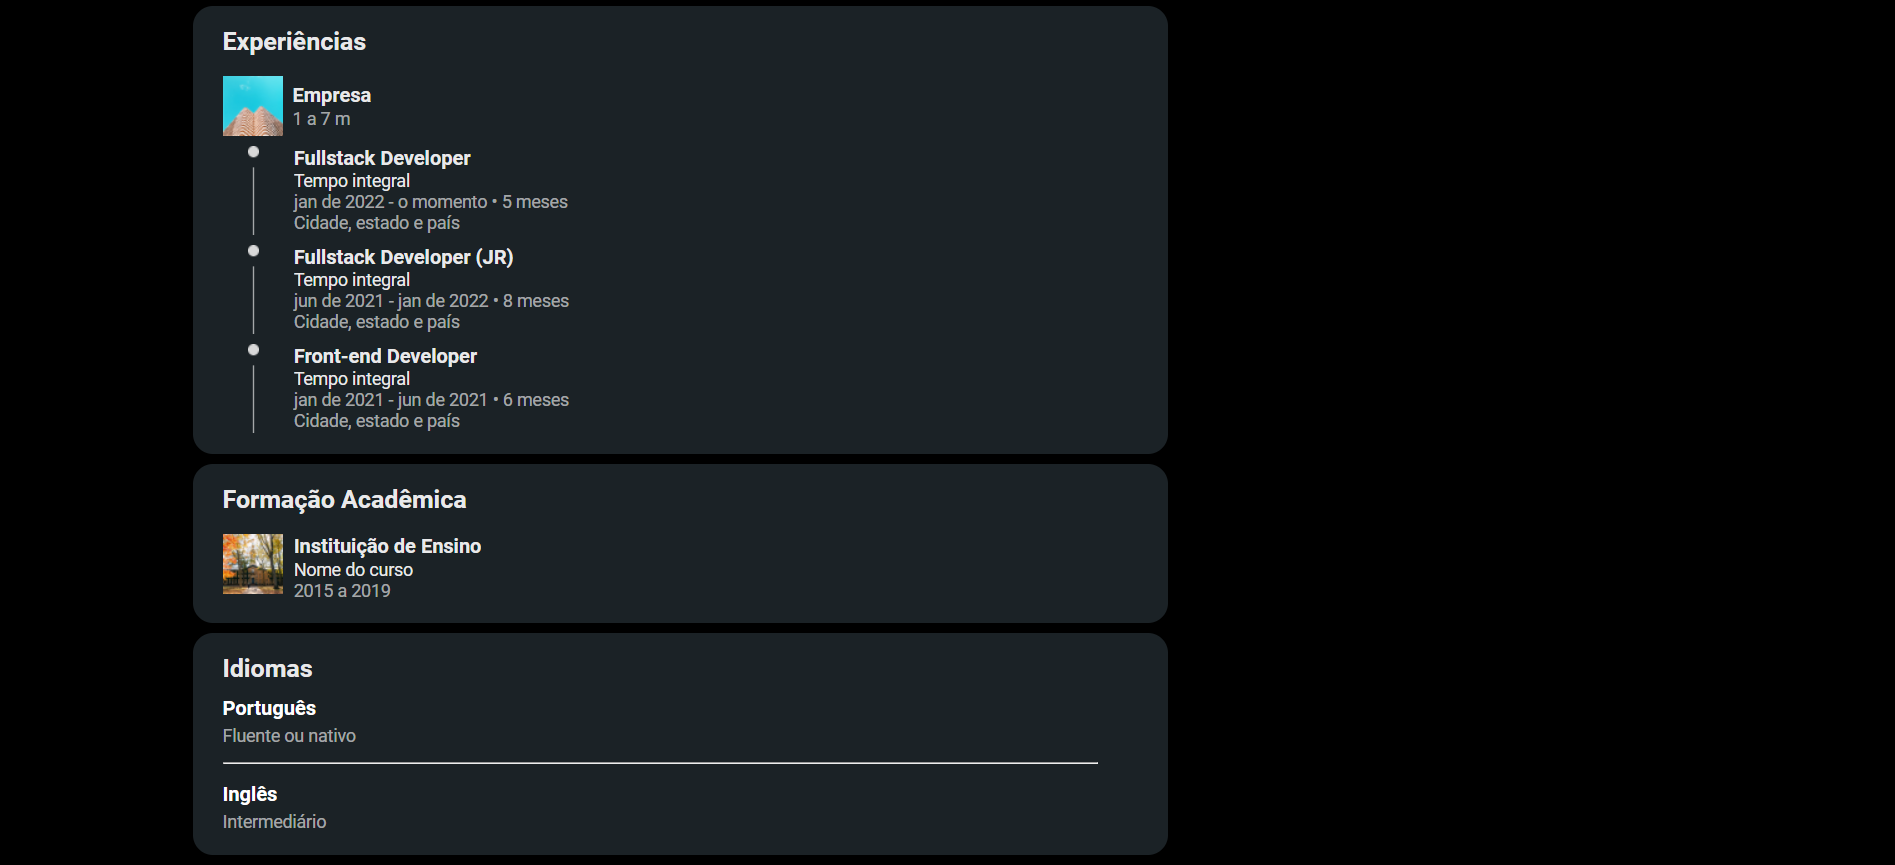 Experiências
Empresa
1 a 7 m
Fullstack Developer
Tempo integral
jan de 2022 - o momento • 5 meses
Cidade, estado e país
Fullstack Developer (JR)
Tempo integral
jun de 2021 - jan de 2022 • 8 meses
Cidade, estado e país
Front-end Developer
Tempo integral
jan de 2021 - jun de 2021 • 6 meses
Cidade, estado e país
Formação Acadêmica
Instituição de Ensino
Nome do curso
2015 a 2019
Idiomas
Português
Fluente ou nativo
Inglês
Intermediário